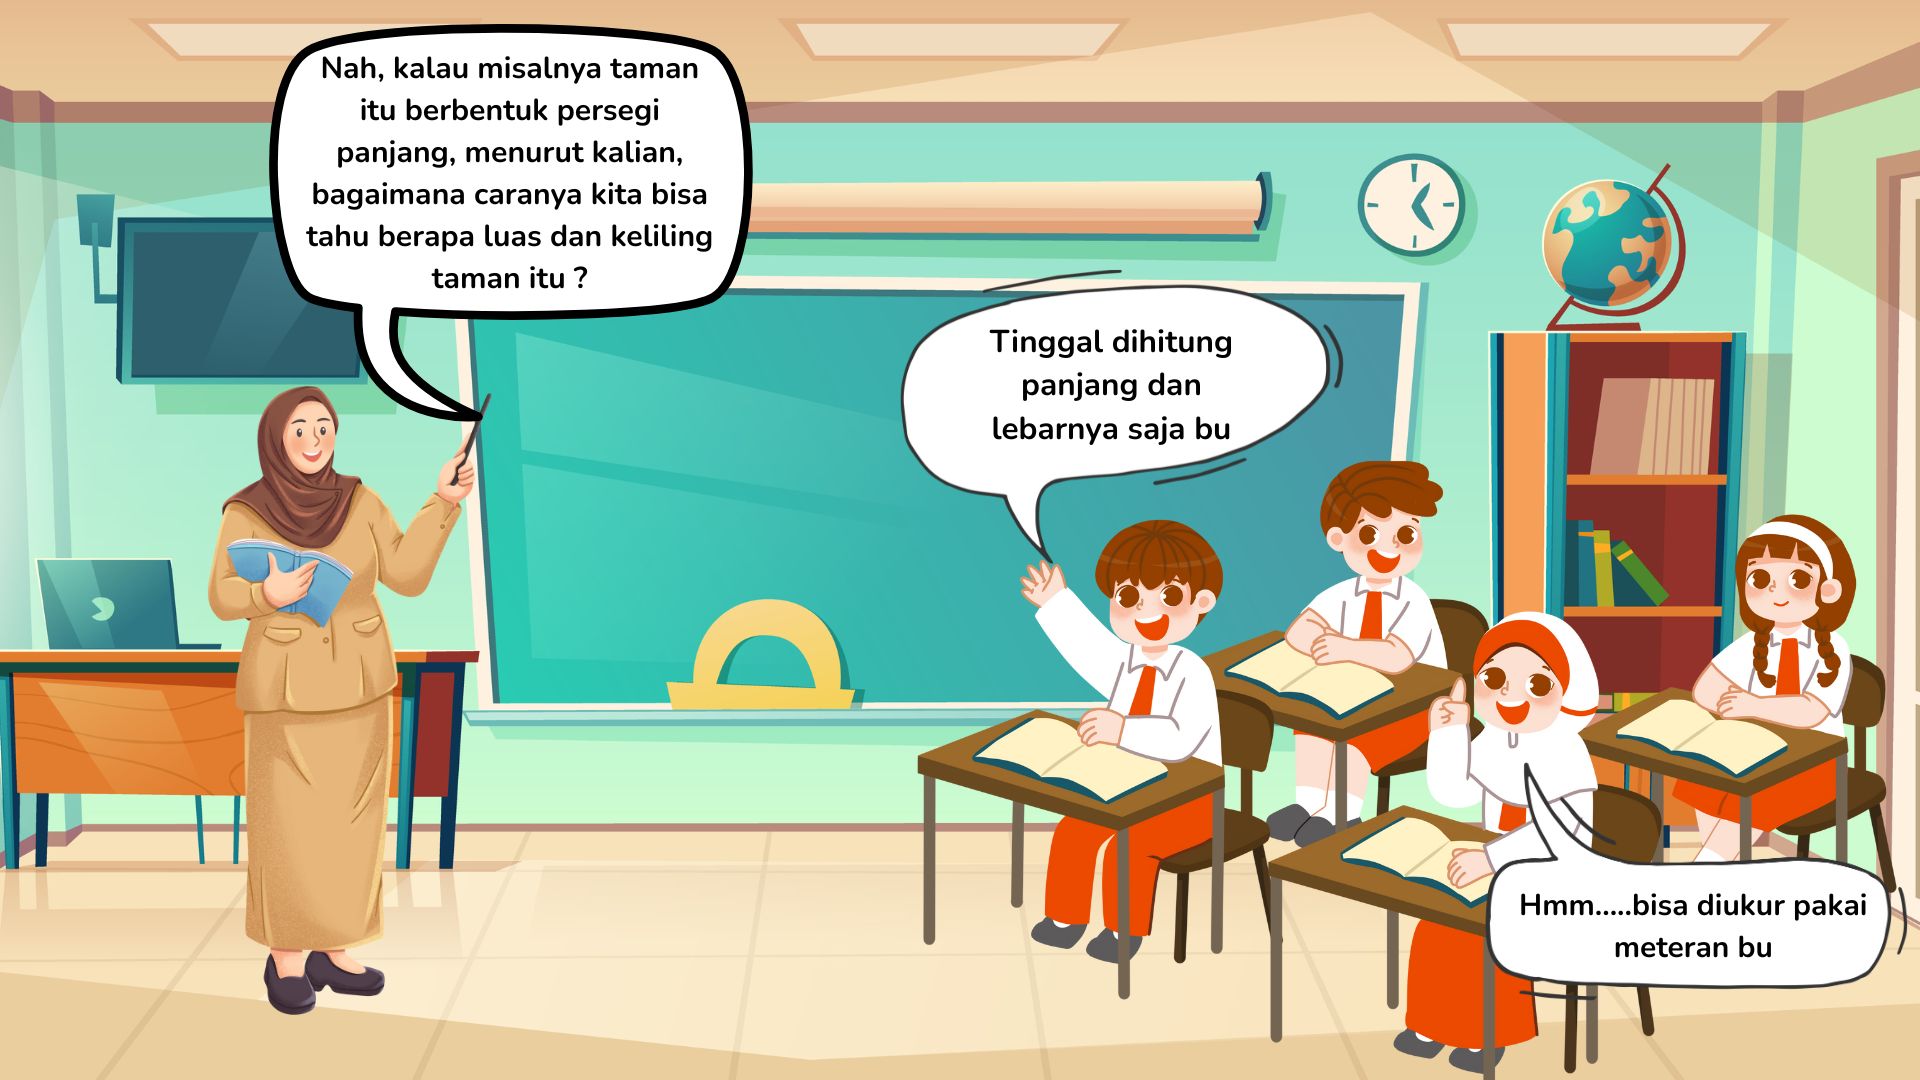 Nah, kalau misalnya taman
itu berbentuk persegi
panjang, menurut kalian,
bagaimana caranya kita bisa
tahu berapa luas dan keliling
taman itu ?
Tinggal dihitung
panjang dan
lebarnya saja bu
Hmm.....bisa diukur pakai
meteran bu